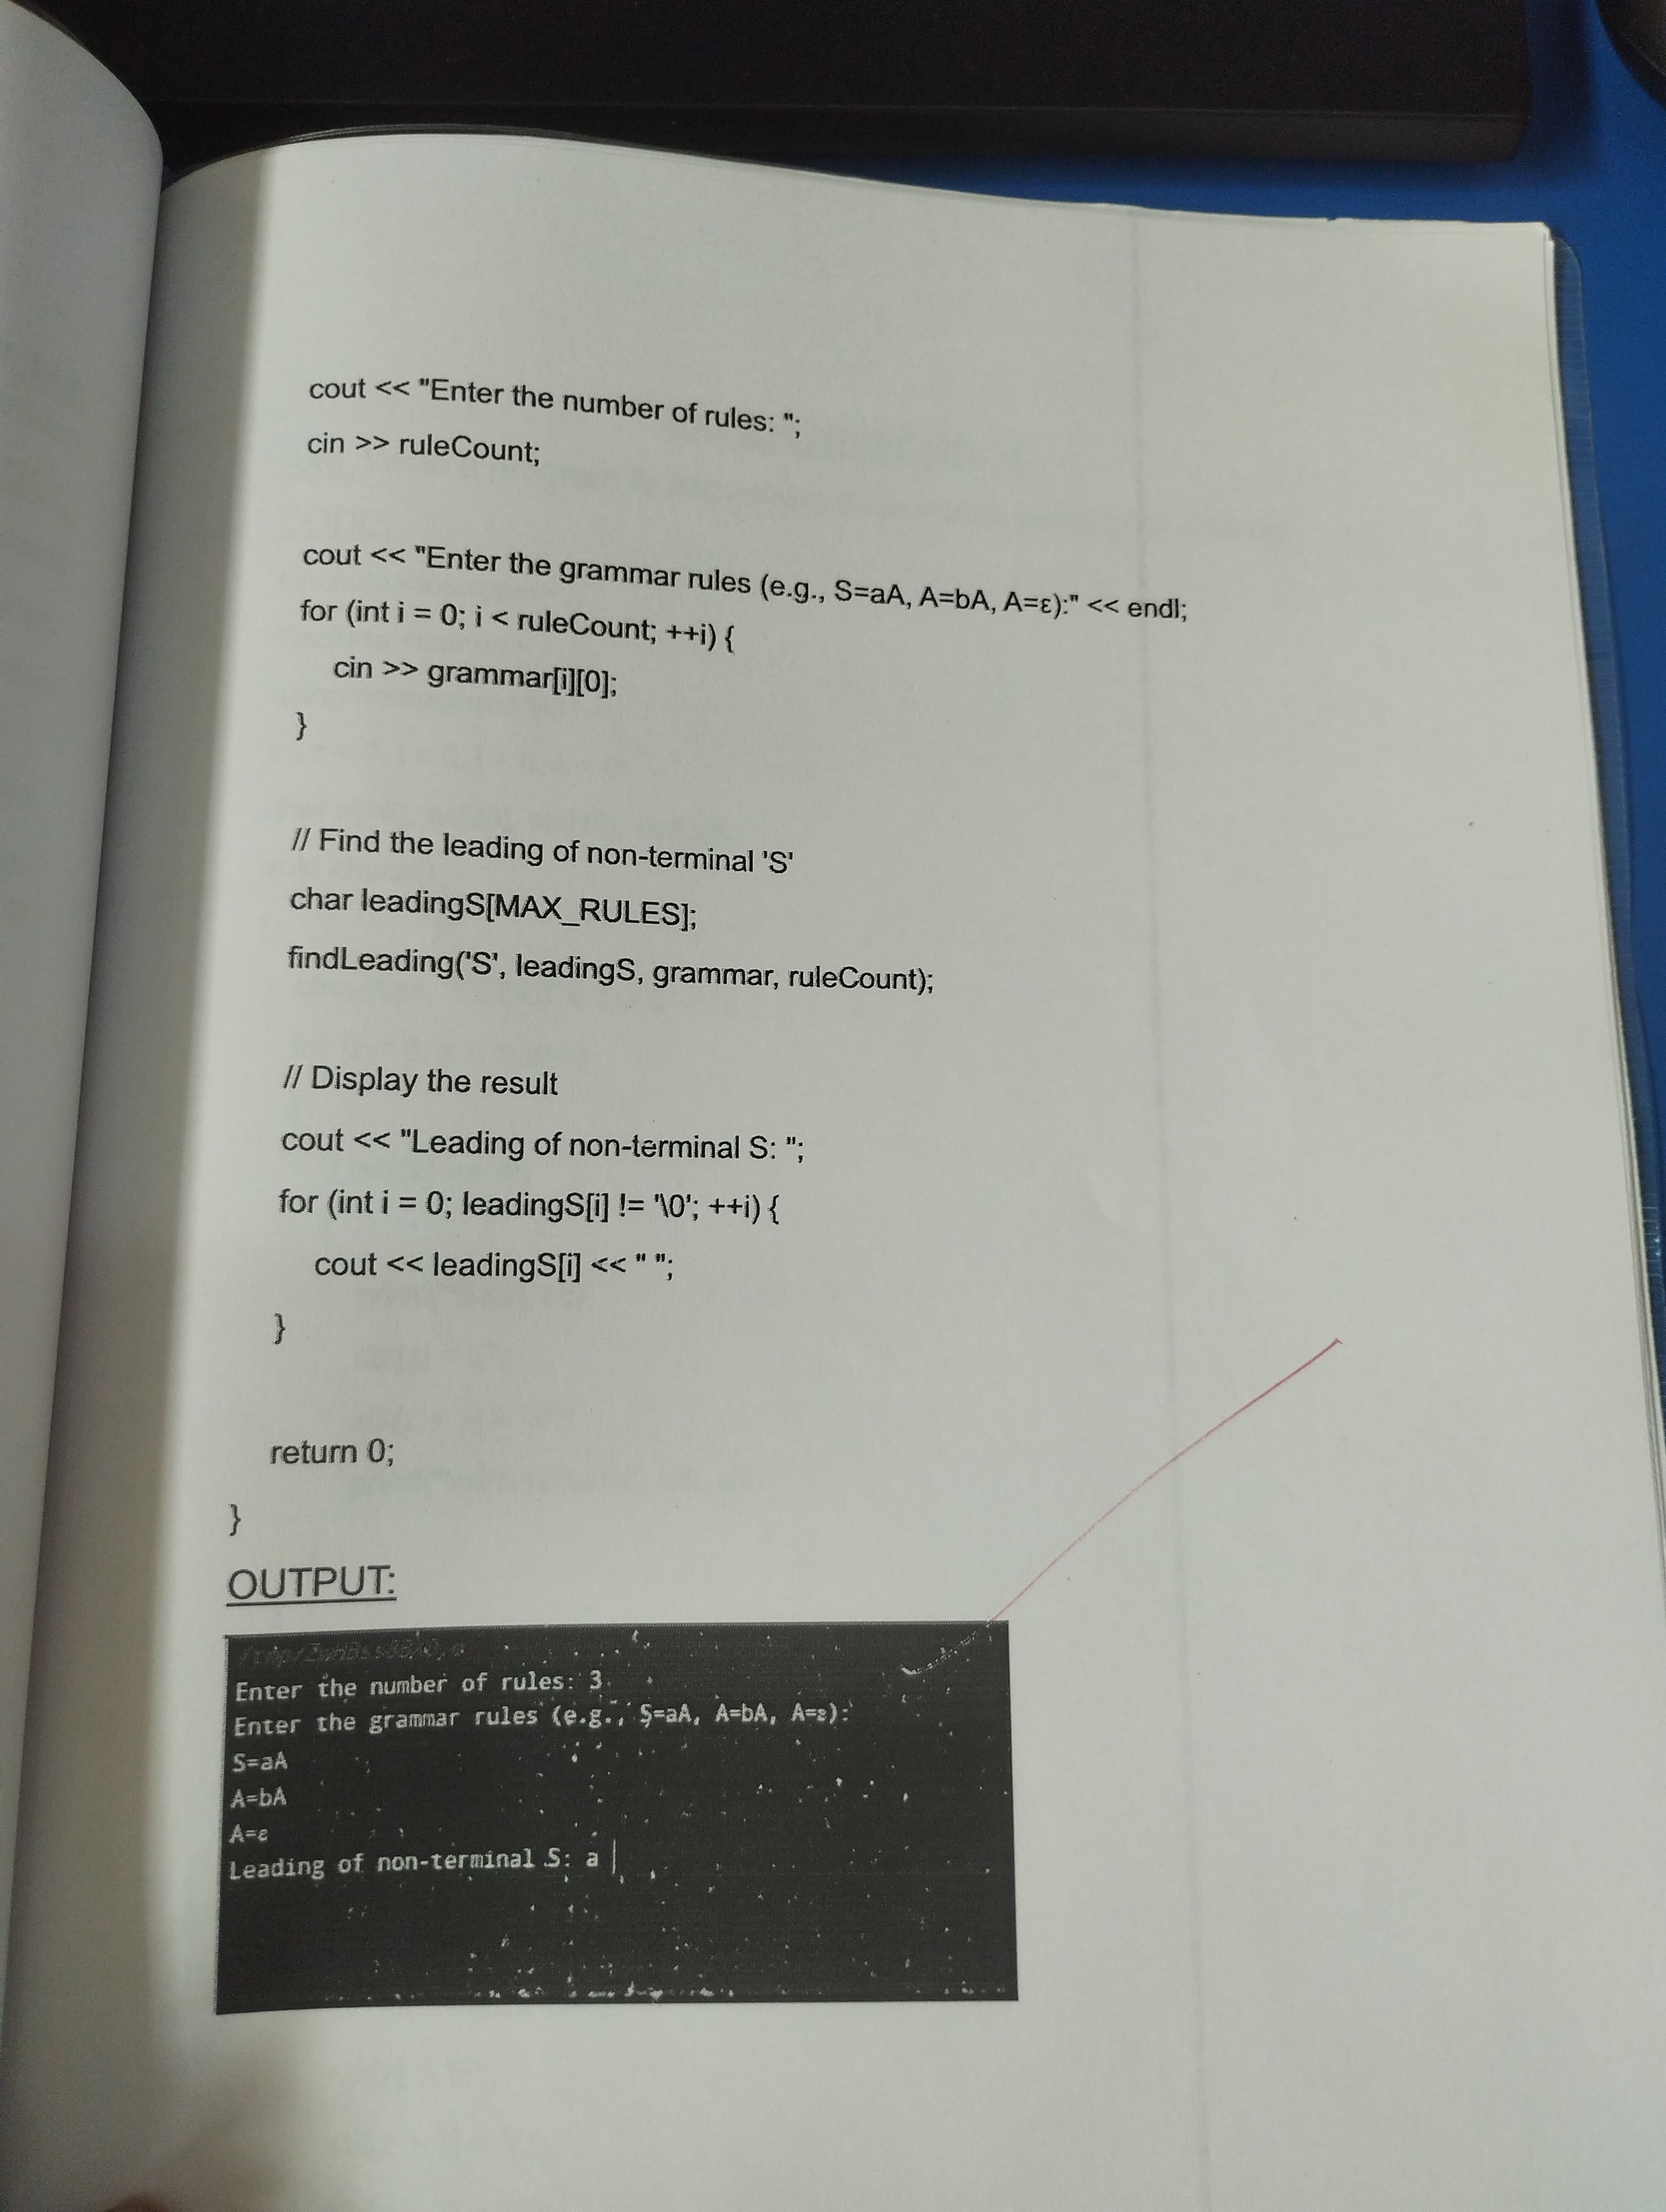 cout << "Enter the number of rules: ";
cin >> ruleCount;
cout << "Enter the grammar rules (e.g., S=aA, A=bA, A=ε):" << endl;
for (int i = 0; i < ruleCount; ++i) {
cin >> grammar[i][0];
}
// Find the leading of non-terminal 'S'
char leadingS[MAX_RULES];
findLeading('S', leadingS, grammar, ruleCount);
// Display the result
cout << "Leading of non-terminal S: ";
for (int i = 0; leadingS[i] != '\0'; ++i) {
cout << leadingS[i] << " ";
}
return 0;
}
OUTPUT:
Enter the number of rules: 3
Enter the grammar rules (e.g., S=aA, A=bA, A=ε):
S=aA
A=bA
A=ε
Leading of non-terminal S: a